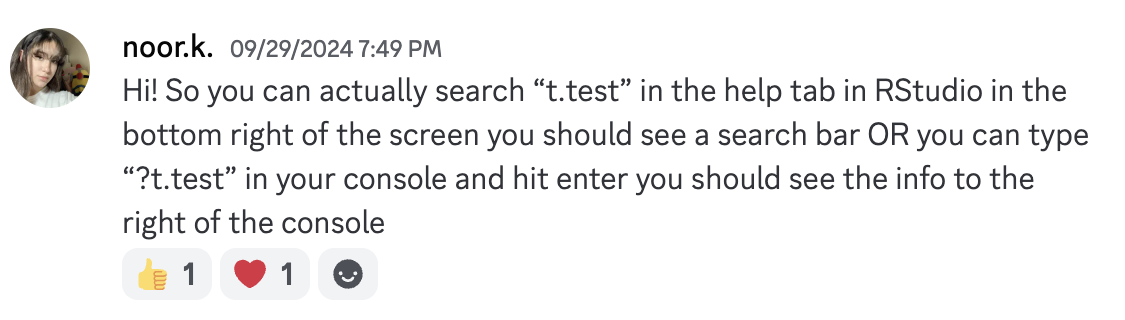 noor.k. 09/29/2024 7:49 PM
Hi! So you can actually search “t.test” in the help tab in RStudio in the
bottom right of the screen you should see a search bar OR you can type
“?t.test” in your console and hit enter you should see the info to the
right of the console
1 1